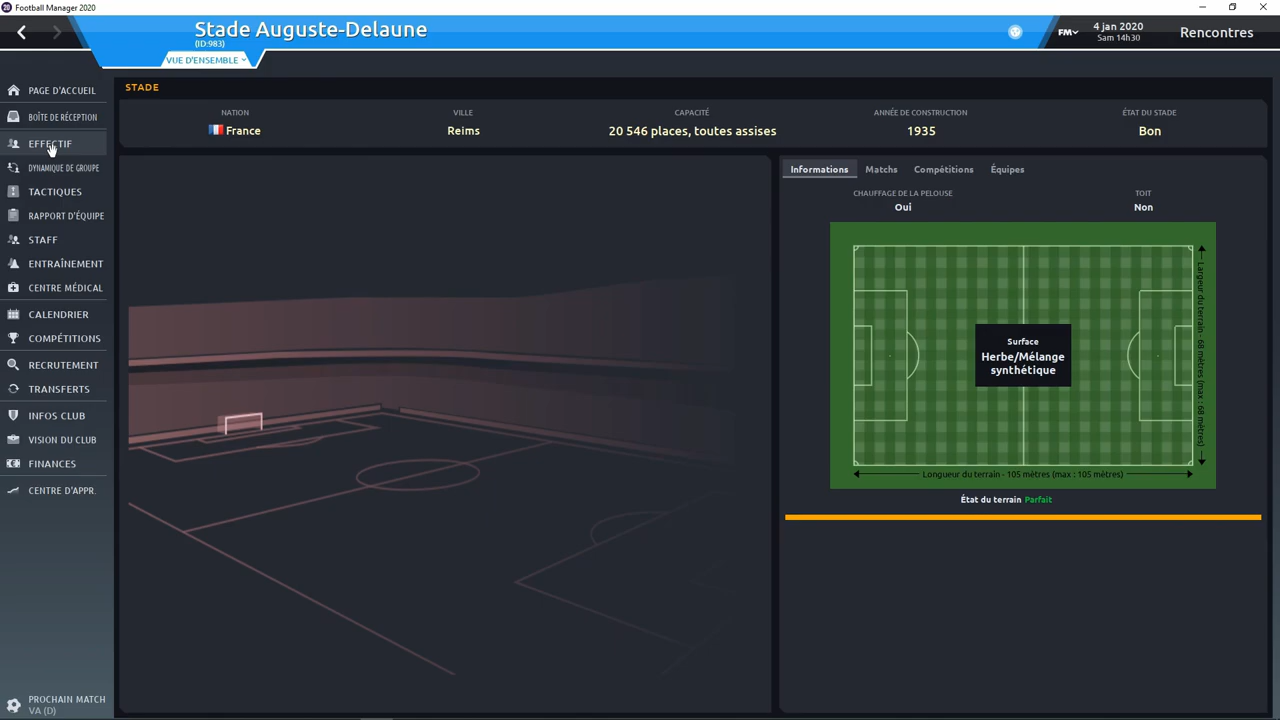 Football Manager 2020
Stade Auguste-Delaune
(ID:983)
VUE D'ENSEMBLE
FM
4 jan 2020
Sam 14h30
Rencontres
PAGE D'ACCUEIL
BOÎTE DE RÉCEPTION
EFFECTIF
DYNAMIQUE DE GROUPE
TACTIQUES
RAPPORT D'ÉQUIPE
STAFF
ENTRAÎNEMENT
CENTRE MÉDICAL
CALENDRIER
COMPÉTITIONS
RECRUTEMENT
TRANSFERTS
INFOS CLUB
VISION DU CLUB
FINANCES
CENTRE D'APPR.
PROCHAIN MATCH
VA (D)
STADE
NATION
France
VILLE
Reims
CAPACITÉ
20 546 places, toutes assises
ANNÉE DE CONSTRUCTION
1935
ÉTAT DU STADE
Bon
Informations Matchs Compétitions Équipes
CHAUFFAGE DE LA PELOUSE
Oui
TOIT
Non
Surface
Herbe/Mélange
synthétique
Largeur du terrain - 68 mètres (max : 68 mètres)
Longueur du terrain - 105 mètres (max : 105 mètres)
État du terrain Parfait